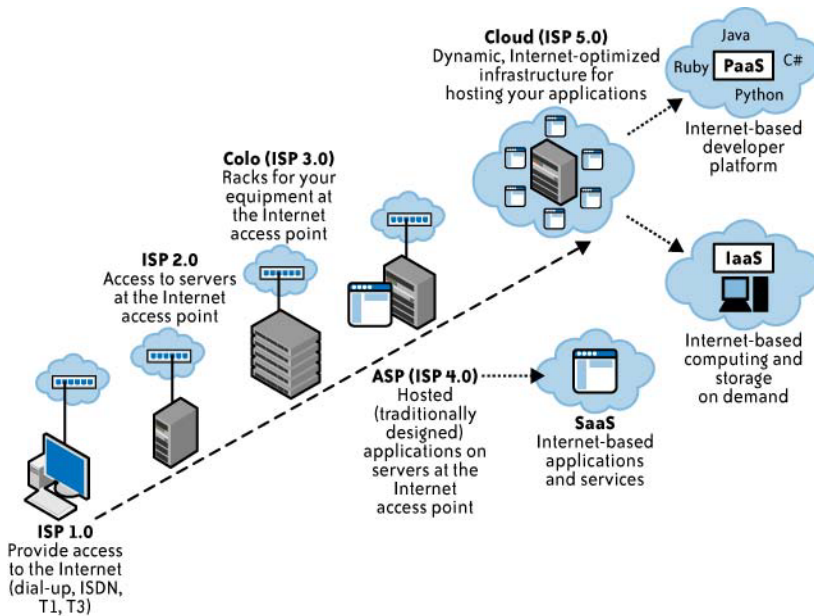 Cloud (ISP 5.0)
Dynamic, Internet-optimized
infrastructure for
hosting your applications
Java
Ruby
PaaS
C#
Python
Internet-based
developer
platform
Colo (ISP 3.0)
Racks for your
equipment at
the Internet
access point
ISP 2.0
Access to servers
at the Internet
access point
IaaS
Internet-based
computing and
storage
on demand
ASP (ISP 4.0)
Hosted
(traditionally
designed)
applications on
servers at the
Internet
access point
SaaS
Internet-based
applications
and services
ISP 1.0
Provide access
to the Internet
(dial-up, ISDN,
T1, T3)